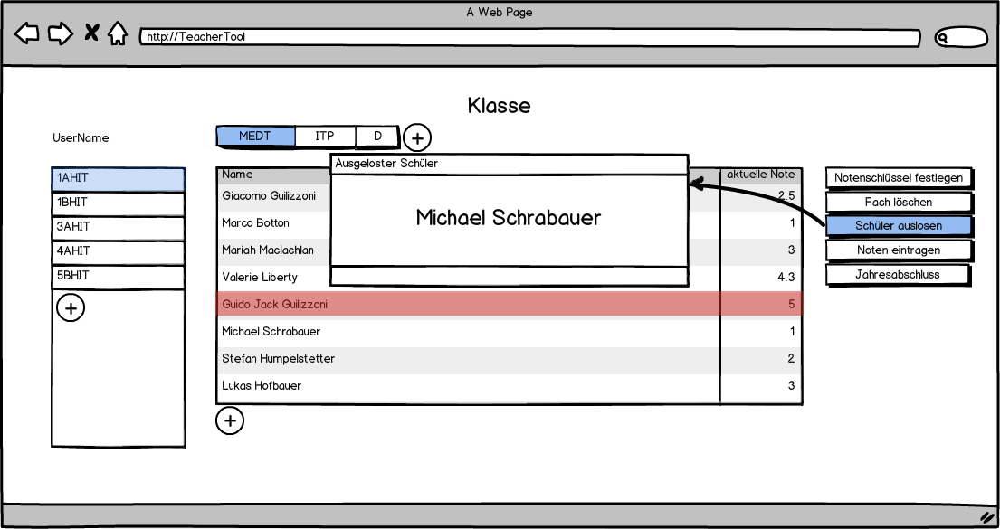 A Web Page
http://TeacherTool
Klasse
UserName
MEDT ITP D
1AHIT
1BHIT
3AHIT
4AHIT
5BHIT
Name aktuelle Note
Giacomo Guilizzoni 2.5
Marco Botton 1
Mariah Maclachlan 3
Valerie Liberty 4.3
Guido Jack Guilizzoni 5
Michael Schrabauer 1
Stefan Humpelstetter 2
Lukas Hofbauer 3
Ausgeloster Schüler
Michael Schrabauer
Notenschlüssel festlegen
Fach löschen
Schüler auslosen
Noten eintragen
Jahresabschluss